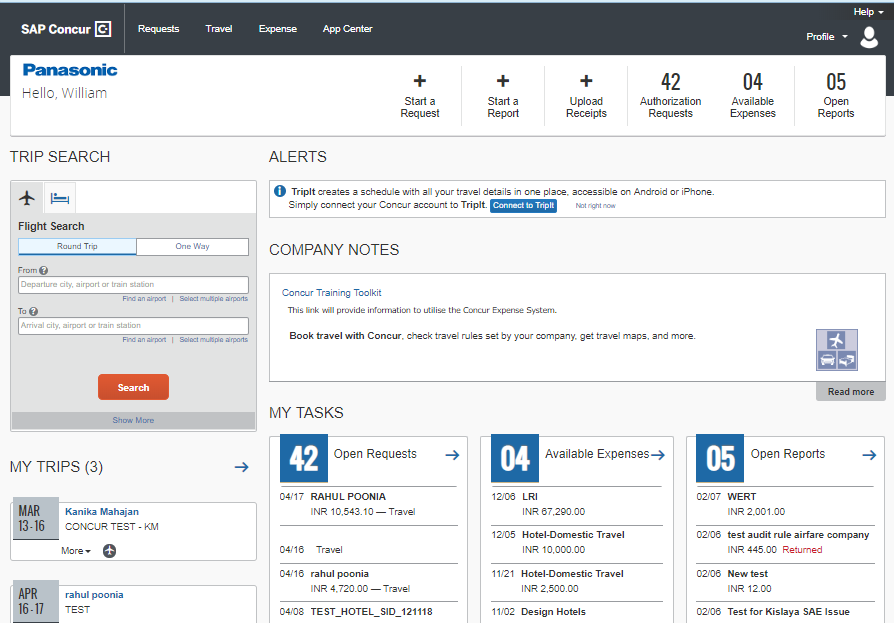 Help
SAP Concur C
Requests Travel Expense App Center
Profile
Panasonic
Hello, William
+ Start a Request
+ Start a Report
+ Upload Receipts
42 Authorization Requests
04 Available Expenses
05 Open Reports
TRIP SEARCH
Flight Search
Round Trip One Way
From ?
Departure city, airport or train station
Find an airport | Select multiple airports
To ?
Arrival city, airport or train station
Find an airport | Select multiple airports
Search
Show More
MY TRIPS (3)
MAR 13-16
Kanika Mahajan
CONCUR TEST - KM
More
APR 16-17
rahul poonia
TEST
ALERTS
TripIt creates a schedule with all your travel details in one place, accessible on Android or iPhone.
Simply connect your Concur account to TripIt. Connect to TripIt Not right now
COMPANY NOTES
Concur Training Toolkit
This link will provide information to utilise the Concur Expense System.
Book travel with Concur, check travel rules set by your company, get travel maps, and more.
Read more
MY TASKS
42 Open Requests
04/17 RAHUL POONIA
INR 10,543.10 — Travel
04/16 Travel
04/16 rahul poonia
INR 4,720.00 — Travel
04/08 TEST_HOTEL_SID_121118
04 Available Expenses
12/06 LRI
INR 67,290.00
12/05 Hotel-Domestic Travel
INR 10,000.00
11/21 Hotel-Domestic Travel
INR 2,500.00
11/02 Design Hotels
05 Open Reports
02/07 WERT
INR 2,001.00
02/06 test audit rule airfare company
INR 445.00 Returned
02/06 New test
INR 12.00
02/06 Test for Kislaya SAE Issue